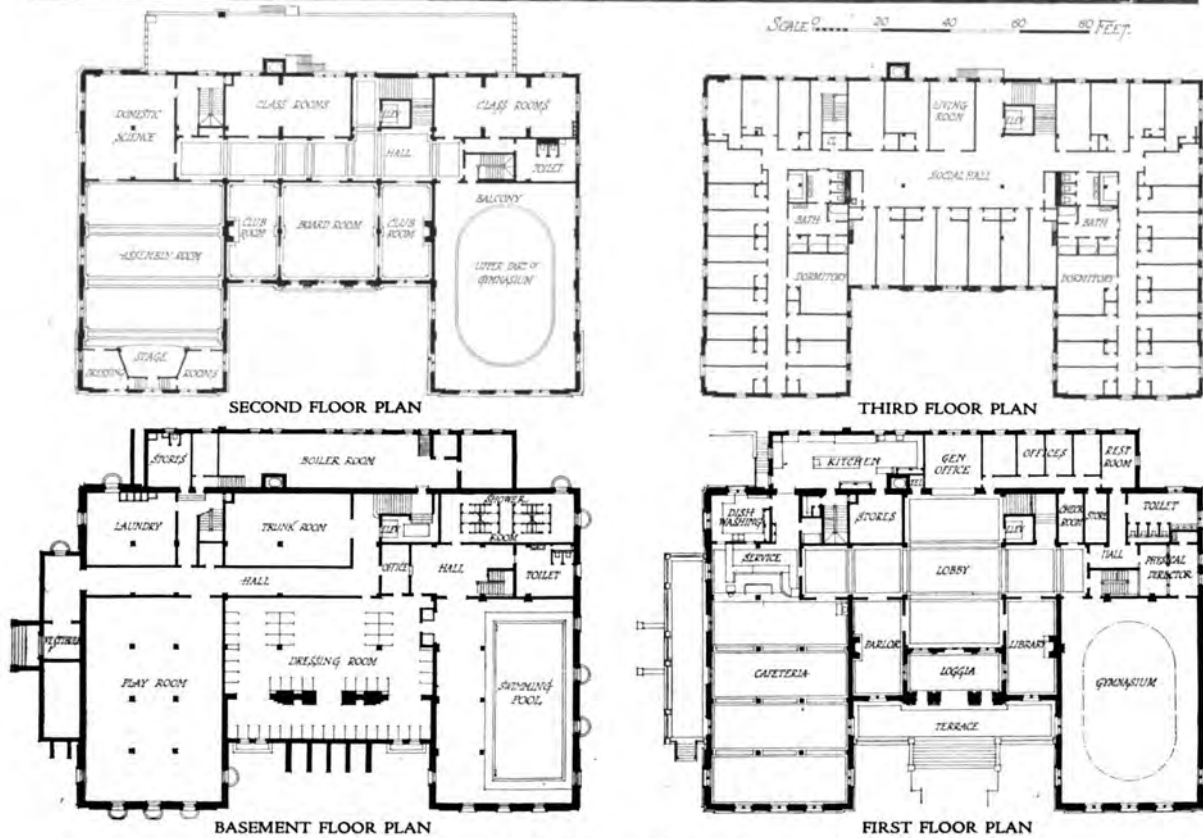 SCALE 0 20 40 60 80 FEET.
DOMESTIC
SCIENCE
CLASS ROOMS
ELEV
CLASS ROOMS
HALL
TOILET
BALCONY
ASSEMBLY ROOM
CLUB
ROOM
BOARD ROOM
CLUB
ROOM
UPPER PART OF
GYMNASIUM
STAGE
DRESSING ROOMS
SECOND FLOOR PLAN
LIVING
ROOM
ELEV
SOCIAL HALL
BATH
BATH
DORMITORY
DORMITORY
THIRD FLOOR PLAN
STORES
BOILER ROOM
LAUNDRY
TRUNK ROOM
ELEV
SHOWER
ROOM
HALL
OFFICE
HALL
TOILET
PLAY ROOM
DRESSING ROOM
SWIMMING
POOL
BASEMENT FLOOR PLAN
KITCHEN
GEN
OFFICE
OFFICES
REST
ROOM
DISH
WASHING
STORES
ELEV
CHECK
ROOM
TOILET
SERVICE
LOBBY
HALL
PHYSICAL
DIRECTOR
CAFETERIA
PARLOR
LOGGIA
LIBRARY
GYMNASIUM
TERRACE
FIRST FLOOR PLAN